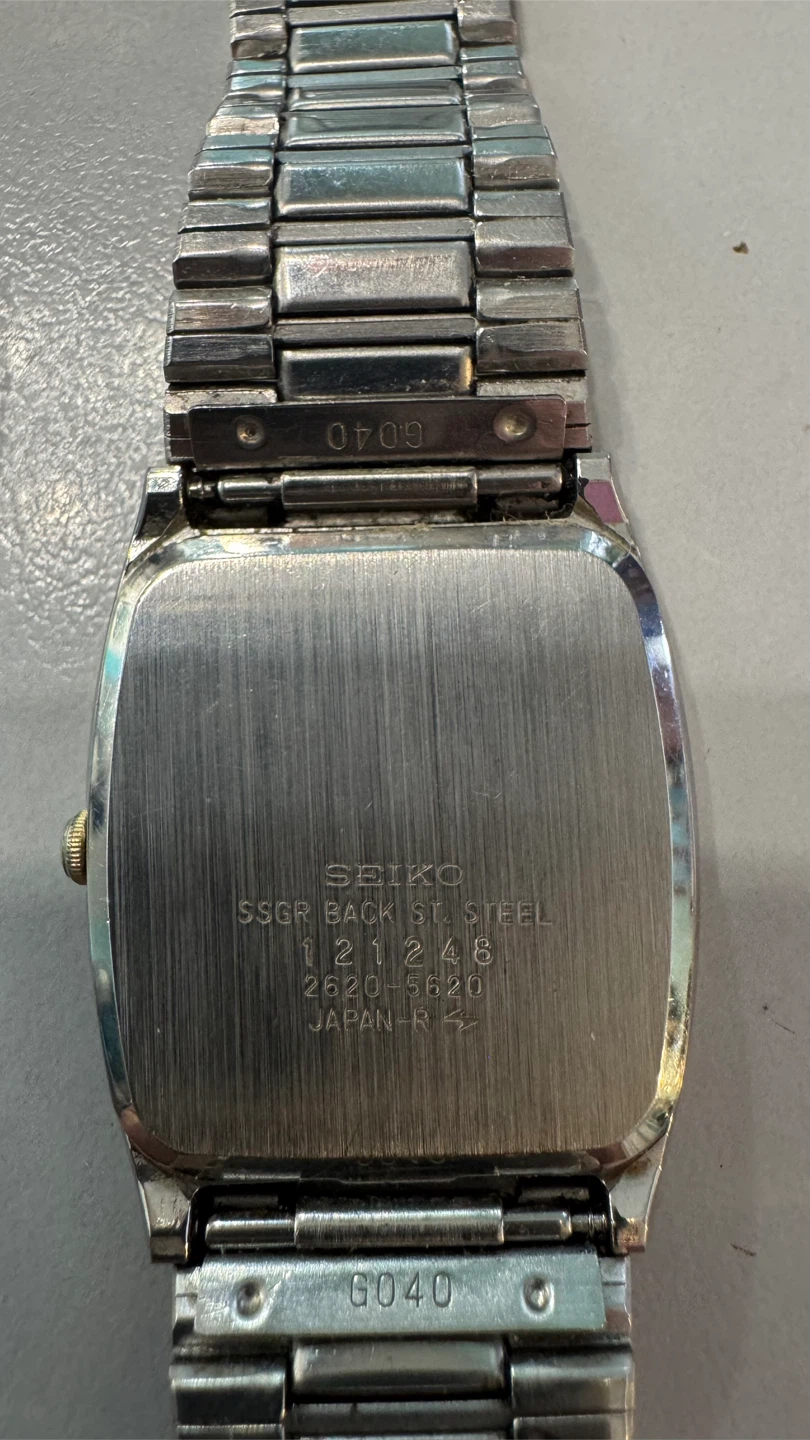 G040
SEIKO
SSGR BACK ST. STEEL
121248
2620-5620
JAPAN-R
G040